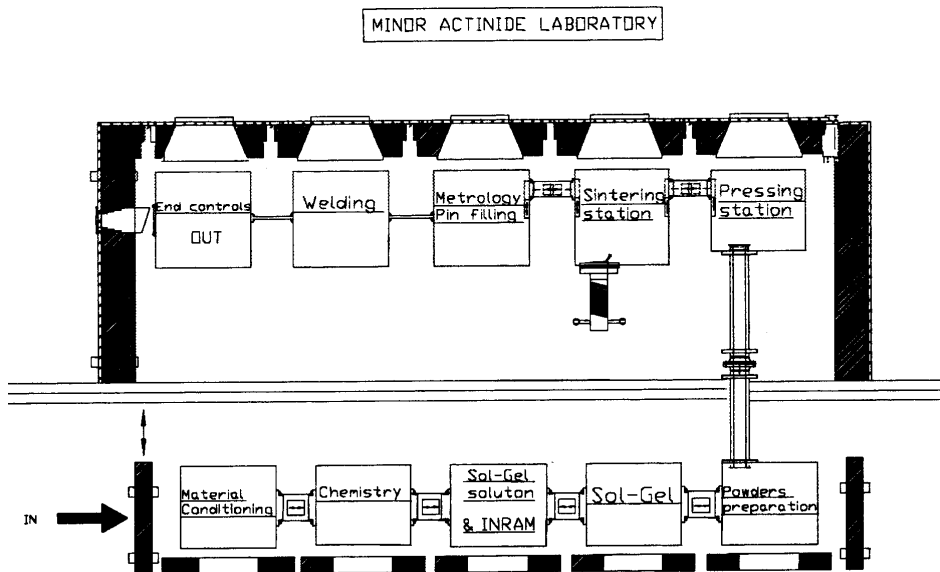 MINOR ACTINIDE LABORATORY
End controls
OUT
Welding
Metrology
Pin filling
Sintering
station
Pressing
station
IN
Material
Conditioning
Chemistry
Sol-Gel
soluton
& INRAM
Sol-Gel
Powders
preparation